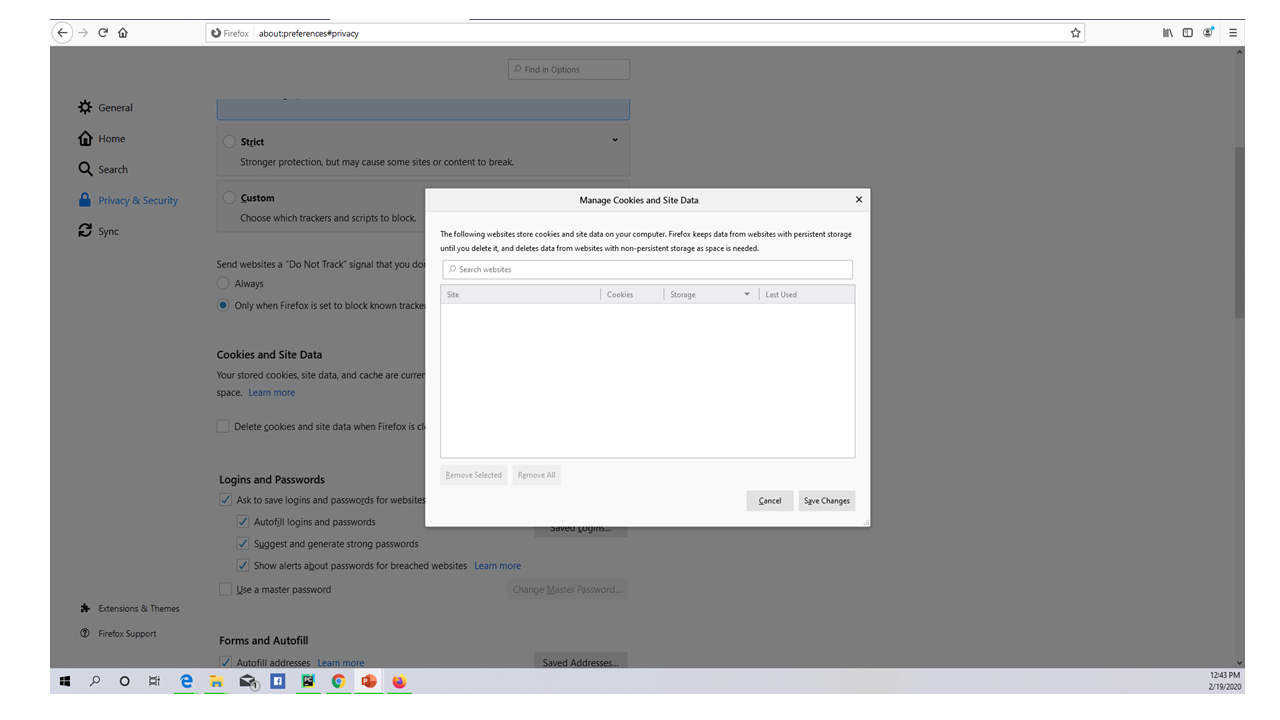 Firefox about:preferences#privacy
Find in Options
General
Home
Search
Privacy & Security
Sync
Strict
Stronger protection, but may cause some sites or content to break.
Custom
Choose which trackers and scripts to block.
Send websites a "Do Not Track" signal that you
Always
Only when Firefox is set to block known
Cookies and Site Data
Your stored cookies, site data, and cache are
space. Learn more
Delete cookies and site data when Firefox is
Logins and Passwords
Ask to save logins and passwords for websites
Autofill logins and passwords
Saved Logins...
Suggest and generate strong passwords
Show alerts about passwords for breached websites Learn more
Use a master password
Change Master Password...
Forms and Autofill
Autofill addresses Learn more
Saved Addresses...
Extensions & Themes
Firefox Support
Manage Cookies and Site Data
The following websites store cookies and site data on your computer. Firefox keeps data from websites with persistent storage
until you delete it, and deletes data from websites with non-persistent storage as space is needed.
Search websites
Site Cookies Storage Last Used
Remove Selected Remove All
Cancel Save Changes
1
12:43 PM
2/19/2020